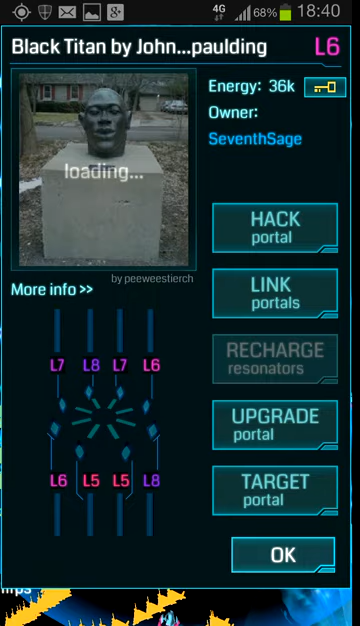 4G 68% 18:40
Black Titan by John...paulding L6
Energy: 36k
Owner:
SeventhSage
loading...
by peeweestierch
More info >>
HACK
portal
LINK
portals
RECHARGE
resonators
UPGRADE
portal
TARGET
portal
OK
L7 L8 L7 L6
L6 L5 L5 L8